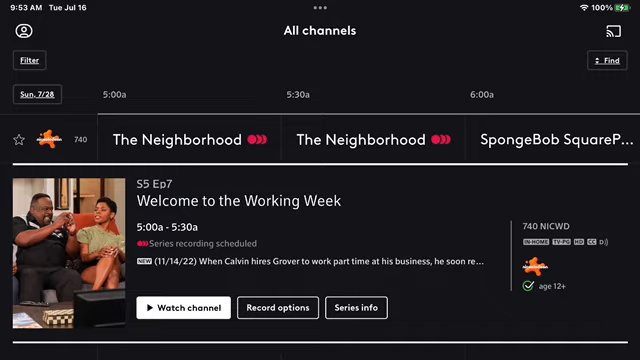 9:53 AM Tue Jul 16
100%
All channels
Filter
Find
Sun, 7/28
5:00a 5:30a 6:00a
740 The Neighborhood The Neighborhood SpongeBob SquareP...
S5 Ep7
Welcome to the Working Week
5:00a - 5:30a
Series recording scheduled
NEW (11/14/22) When Calvin hires Grover to work part time at his business, he soon re...
740 NICWD
IN-HOME TV-PG HD CC D))
nickelodeon
age 12+
Watch channel Record options Series info